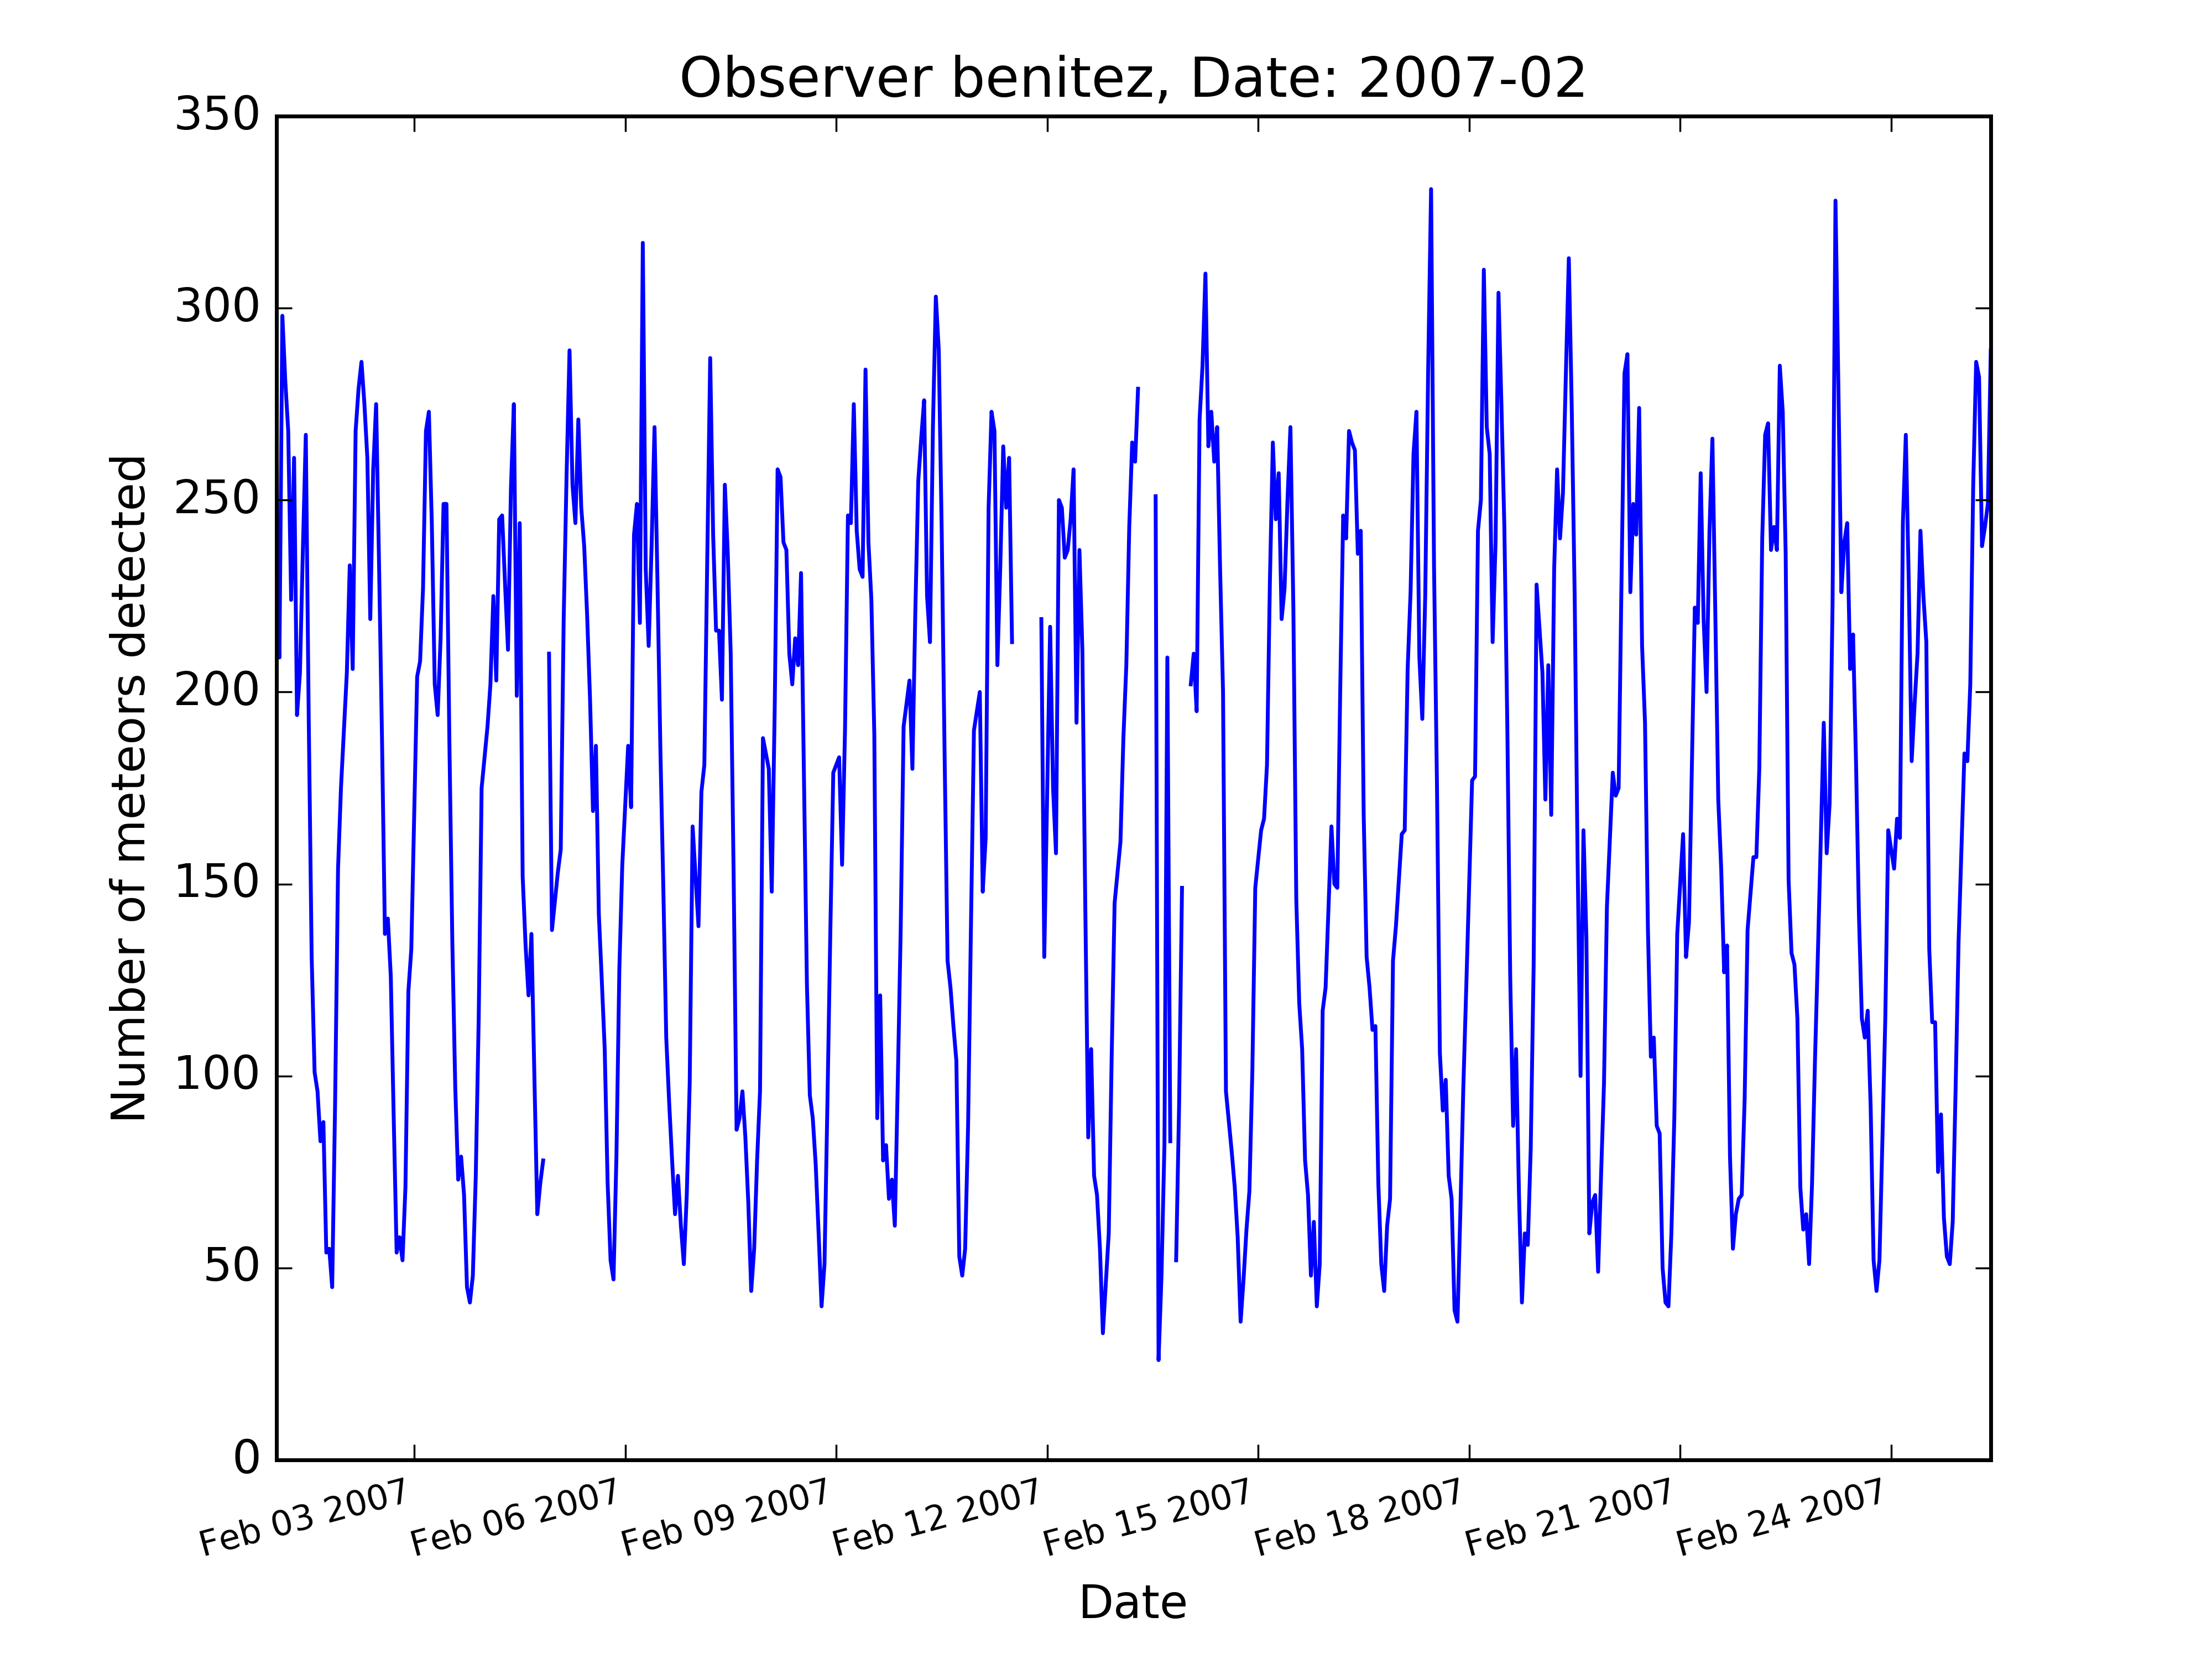 Observer benitez, Date: 2007-02
350
300
250
200
150
100
50
0
Number of meteors detected
Feb 03 2007
Feb 06 2007
Feb 09 2007
Feb 12 2007
Feb 15 2007
Feb 18 2007
Feb 21 2007
Feb 24 2007
Date